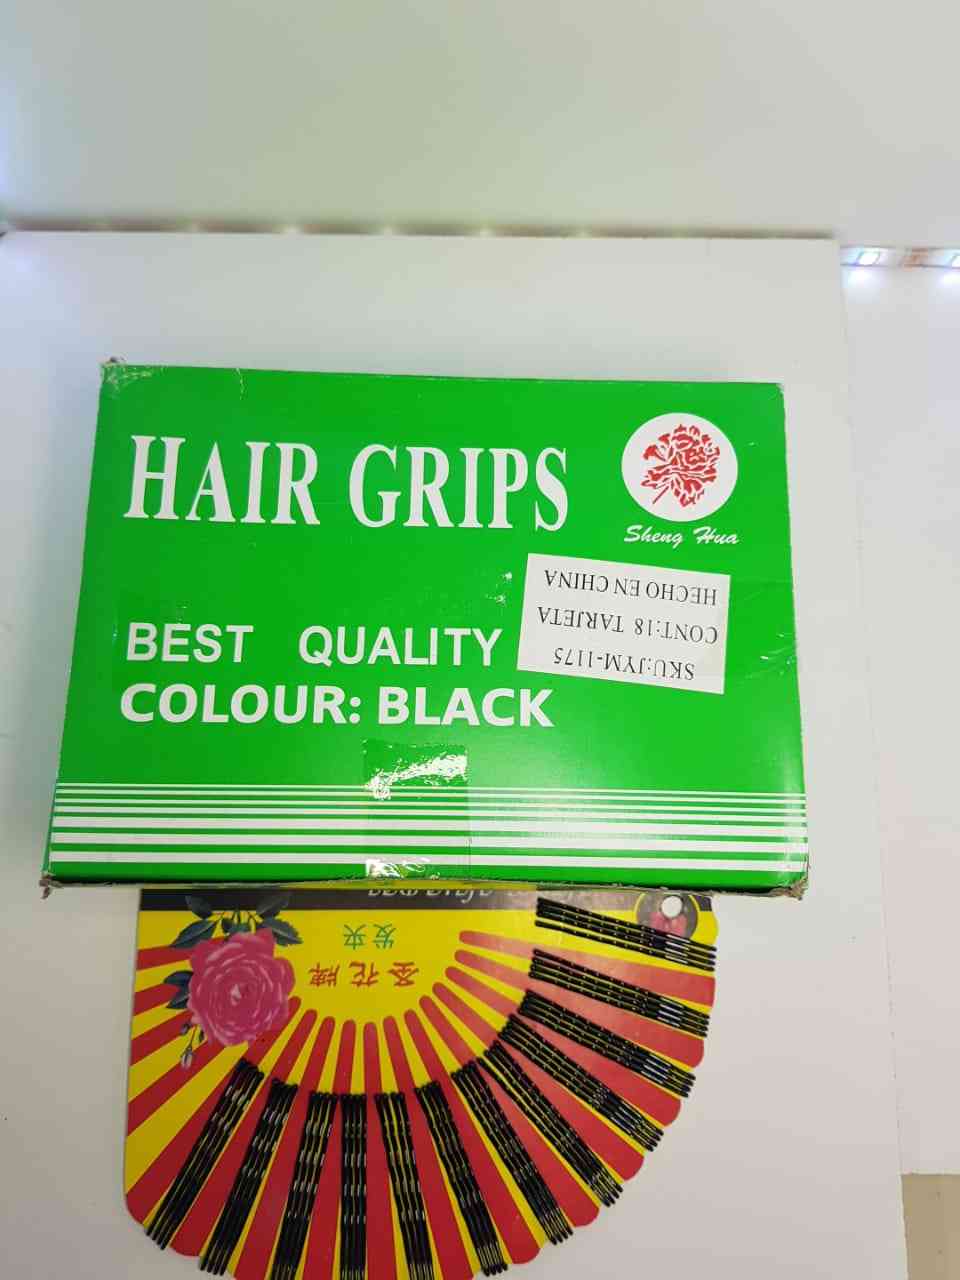 HAIR GRIPS
Sheng Hua
SKU:JYM-1175
CONT:18 TARJETA
HECHO EN CHINA
BEST QUALITY
COLOUR: BLACK
圣花牌
发夹